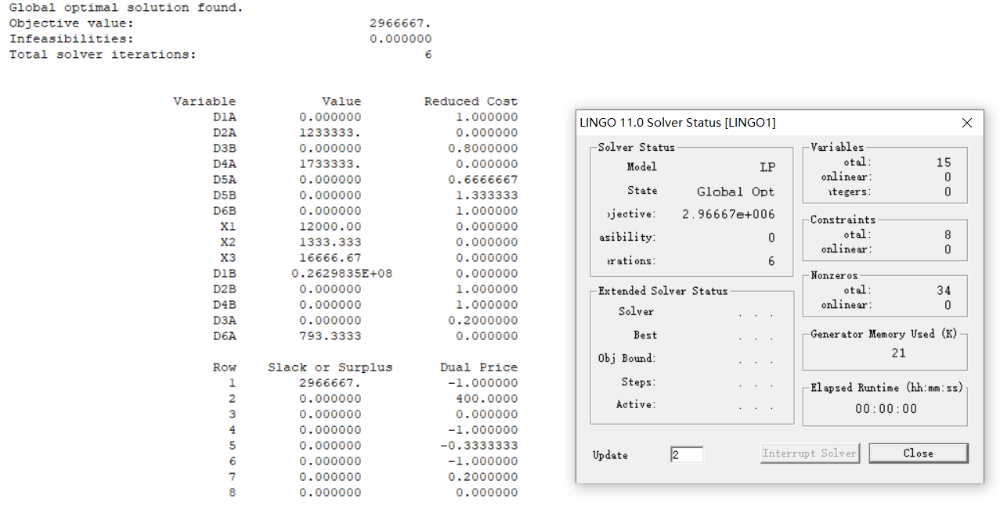 Global optimal solution found.
Objective value: 2966667.
Infeasibilities: 0.000000
Total solver iterations: 6
Variable Value Reduced Cost
D1A 0.000000 1.000000
D2A 1233333. 0.000000
D3B 0.000000 0.8000000
D4A 1733333. 0.000000
D5A 0.000000 0.6666667
D5B 0.000000 1.333333
D6B 0.000000 1.000000
X1 12000.00 0.000000
X2 1333.333 0.000000
X3 16666.67 0.000000
D1B 0.2629835E+08 0.000000
D2B 0.000000 1.000000
D4B 0.000000 1.000000
D3A 0.000000 0.2000000
D6A 793.3333 0.000000
Row Slack or Surplus Dual Price
1 2966667. -1.000000
2 0.000000 400.0000
3 0.000000 0.000000
4 0.000000 -1.000000
5 0.000000 -0.3333333
6 0.000000 -1.000000
7 0.000000 0.2000000
8 0.000000 0.000000
LINGO 11.0 Solver Status [LINGO1]
Solver Status
Model LP
State Global Opt
jective: 2.96667e+006
asibility: 0
erations: 6
Extended Solver Status
Solver . . .
Best . . .
Obj Bound: . . .
Steps: . . .
Active: . . .
Variables
otal: 15
onlinear: 0
tegers: 0
Constraints
otal: 8
onlinear: 0
Nonzeros
otal: 34
onlinear: 0
Generator Memory Used (K)
21
Elapsed Runtime (hh:mm:ss)
00:00:00
Update 2
Interrupt Solver
Close